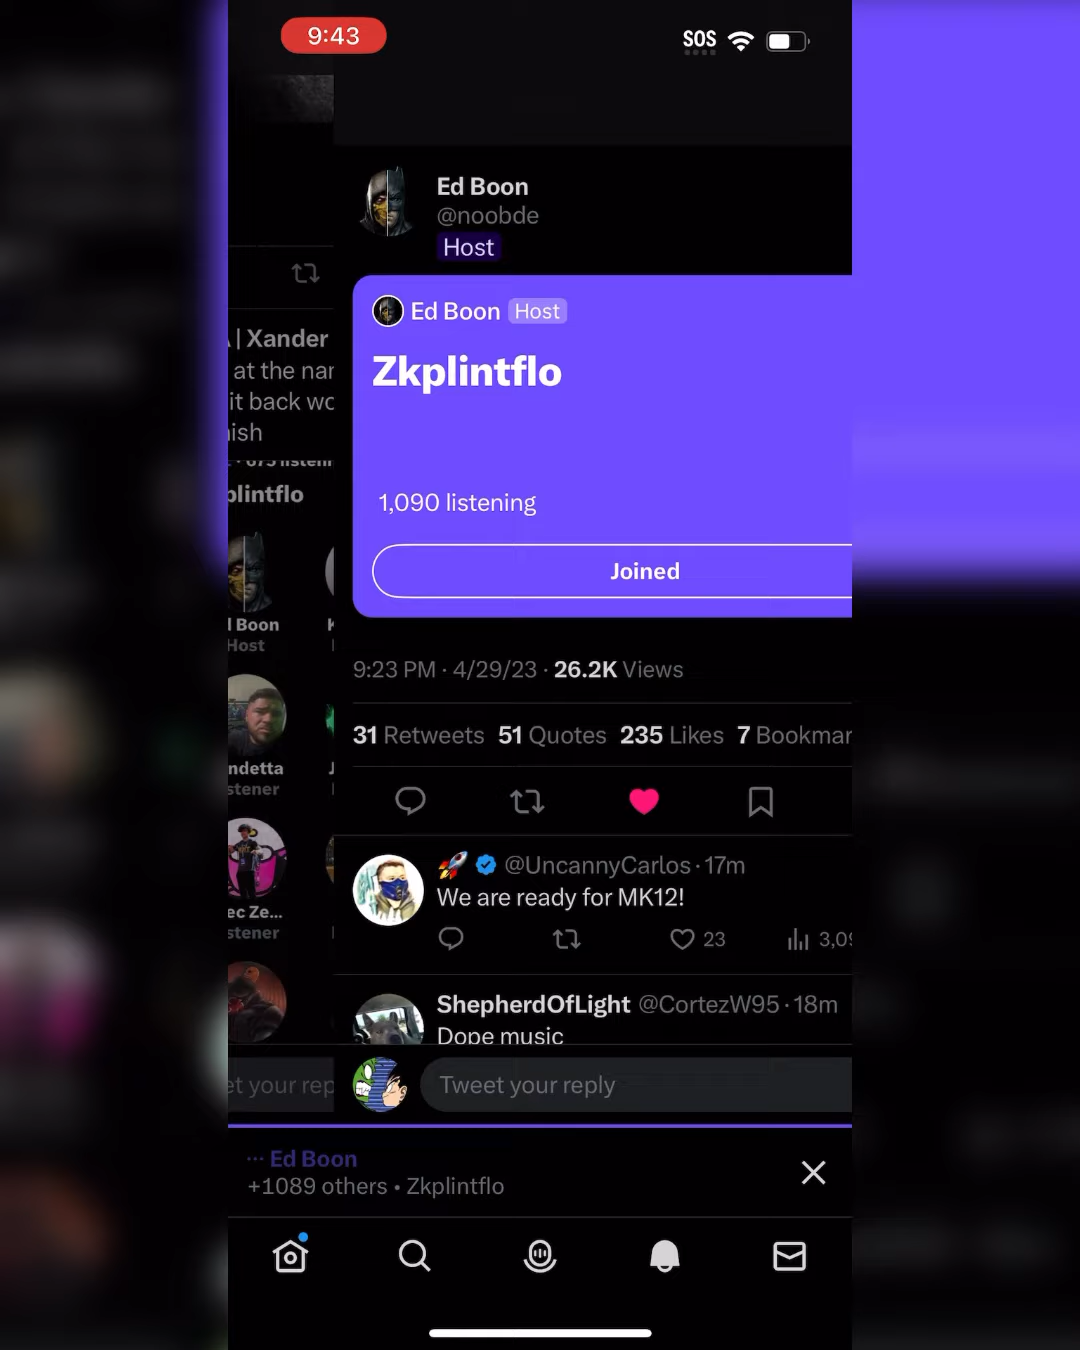 9:43
SOS
Ed Boon
@noobde
Host
Ed Boon Host
Zkplintflo
1,090 listening
Joined
9:23 PM · 4/29/23 · 26.2K Views
31 Retweets 51 Quotes 235 Likes 7 Bookmar
🚀 @UncannyCarlos · 17m
We are ready for MK12!
23 3,09
ShepherdOfLight @CortezW95 · 18m
Dope music
Tweet your reply
··· Ed Boon
+1089 others • Zkplintflo
| Xander
at the nar
it back wo
ish
plintflo
l Boon
Host
ndetta
stener
ec Ze...
stener
et your rep